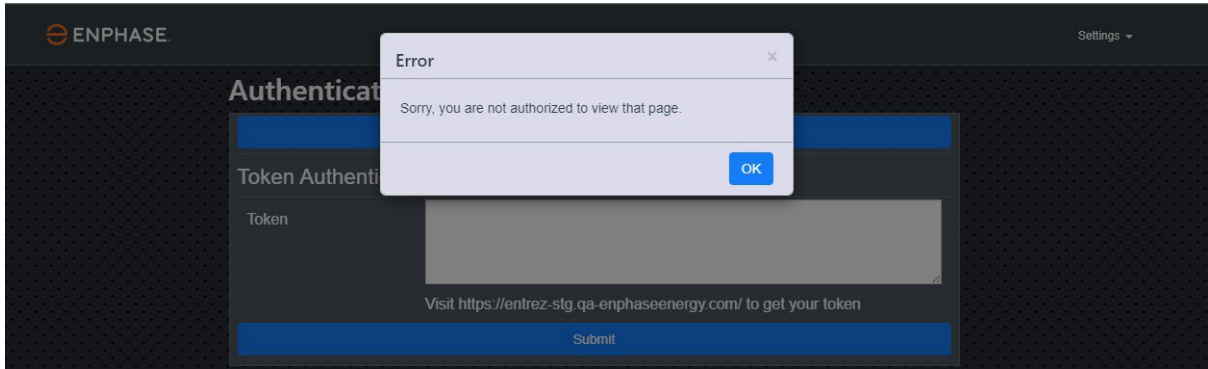 ENPHASE
Settings
Error
×
Authenticat
Sorry, you are not authorized to view that page.
OK
Token Authenti
Token
Visit https://entrez-stg.qa-enphaseenergy.com/ to get your token
Submit